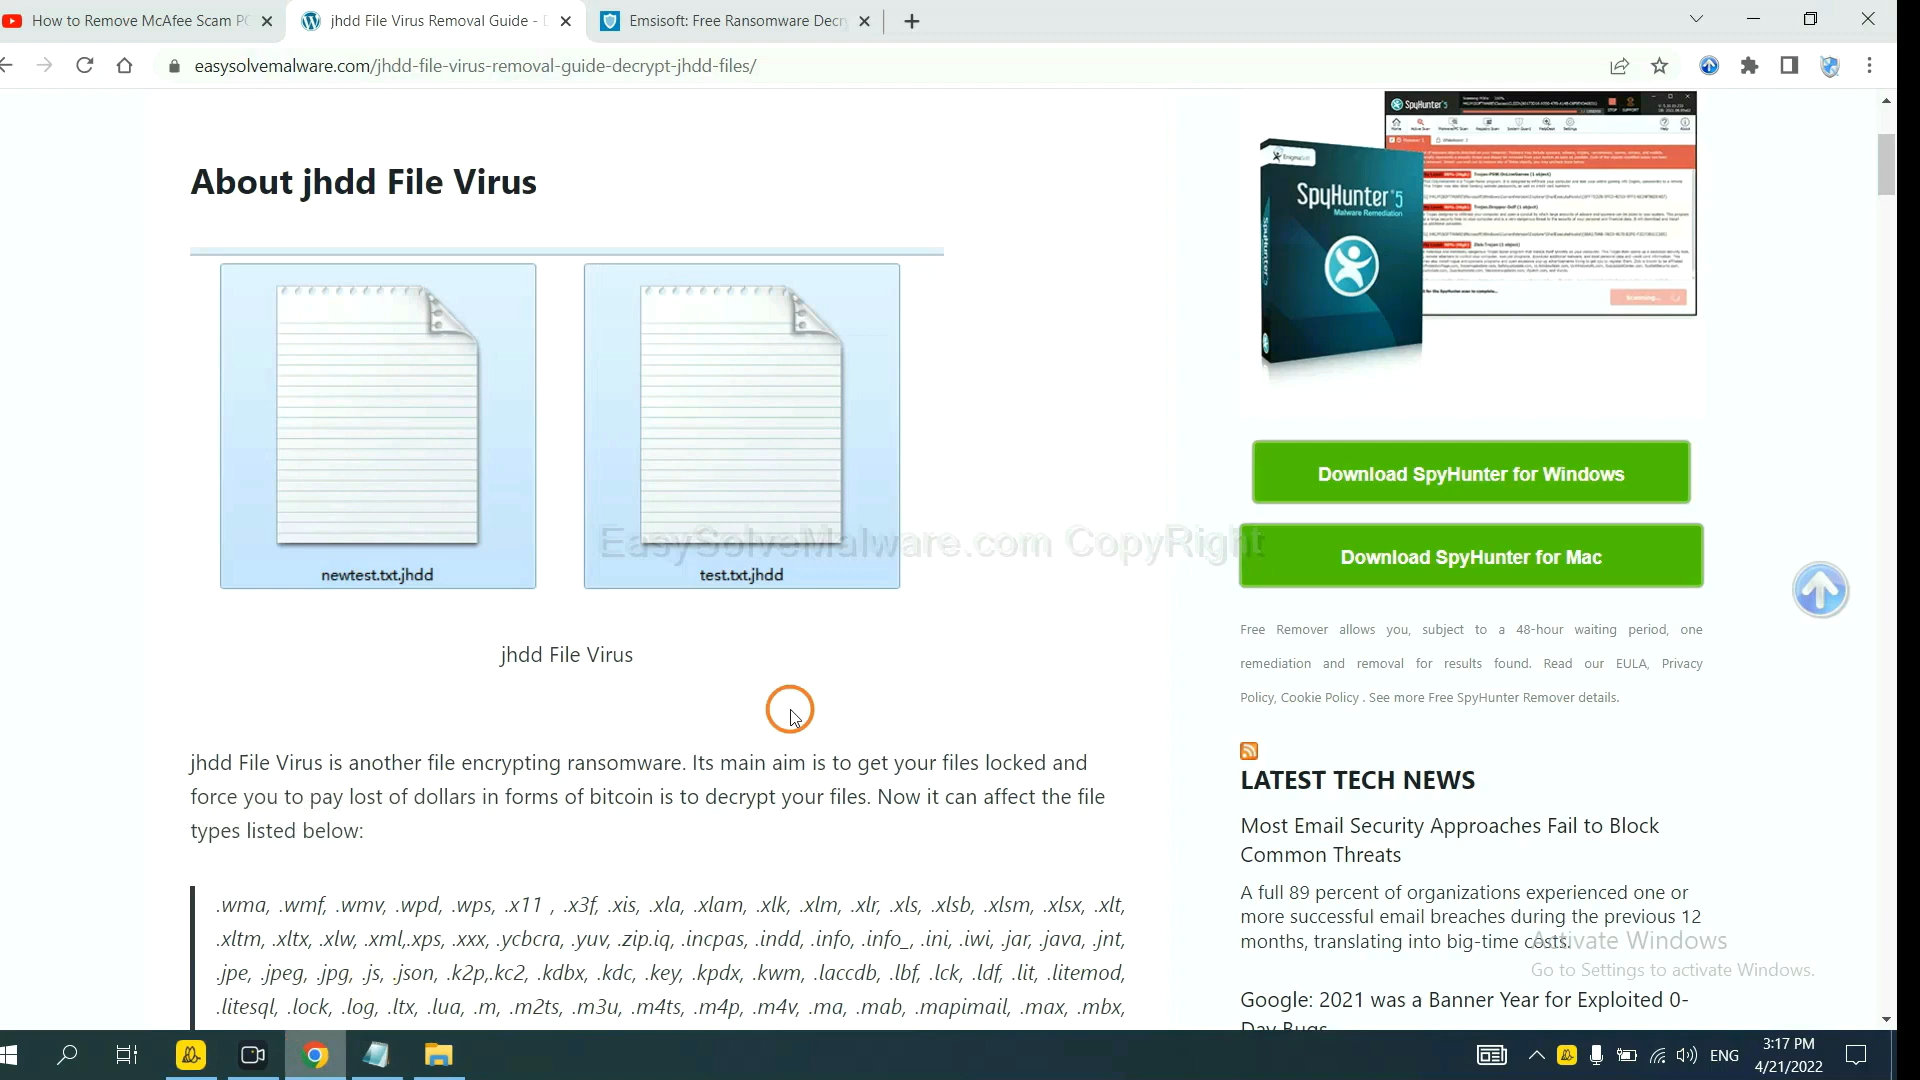 How to Remove McAfee Scam PO
jhdd File Virus Removal Guide - D
Emsisoft: Free Ransomware Decry
easysolvemalware.com/jhdd-file-virus-removal-guide-decrypt-jhdd-files/
About jhdd File Virus
newtest.txt.jhdd
test.txt.jhdd
EasySolveMalware.com CopyRight
jhdd File Virus
jhdd File Virus is another file encrypting ransomware. Its main aim is to get your files locked and
force you to pay lost of dollars in forms of bitcoin is to decrypt your files. Now it can affect the file
types listed below:
.wma, .wmf, .wmv, .wpd, .wps, .x11 , .x3f, .xis, .xla, .xlam, .xlk, .xlm, .xlr, .xls, .xlsb, .xlsm, .xlsx, .xlt,
.xltm, .xltx, .xlw, .xml,.xps, .xxx, .ycbcra, .yuv, .zip.iq, .incpas, .indd, .info, .info_, .ini, .iwi, .jar, .java, .jnt,
.jpe, .jpeg, .jpg, .js, .json, .k2p,.kc2, .kdbx, .kdc, .key, .kpdx, .kwm, .laccdb, .lbf, .lck, .ldf, .lit, .litemod,
.litesql, .lock, .log, .ltx, .lua, .m, .m2ts, .m3u, .m4ts, .m4p, .m4v, .ma, .mab, .mapimail, .max, .mbx,
SpyHunter 5
EnigmaSoft
SpyHunter 5
Malware Remediation
Download SpyHunter for Windows
Download SpyHunter for Mac
Free Remover allows you, subject to a 48-hour waiting period, one
remediation and removal for results found. Read our EULA, Privacy
Policy, Cookie Policy . See more Free SpyHunter Remover details.
LATEST TECH NEWS
Most Email Security Approaches Fail to Block
Common Threats
A full 89 percent of organizations experienced one or
more successful email breaches during the previous 12
months, translating into big-time costs.
Activate Windows
Go to Settings to activate Windows.
Google: 2021 was a Banner Year for Exploited 0-
Day Bugs
ENG
3:17 PM
4/21/2022